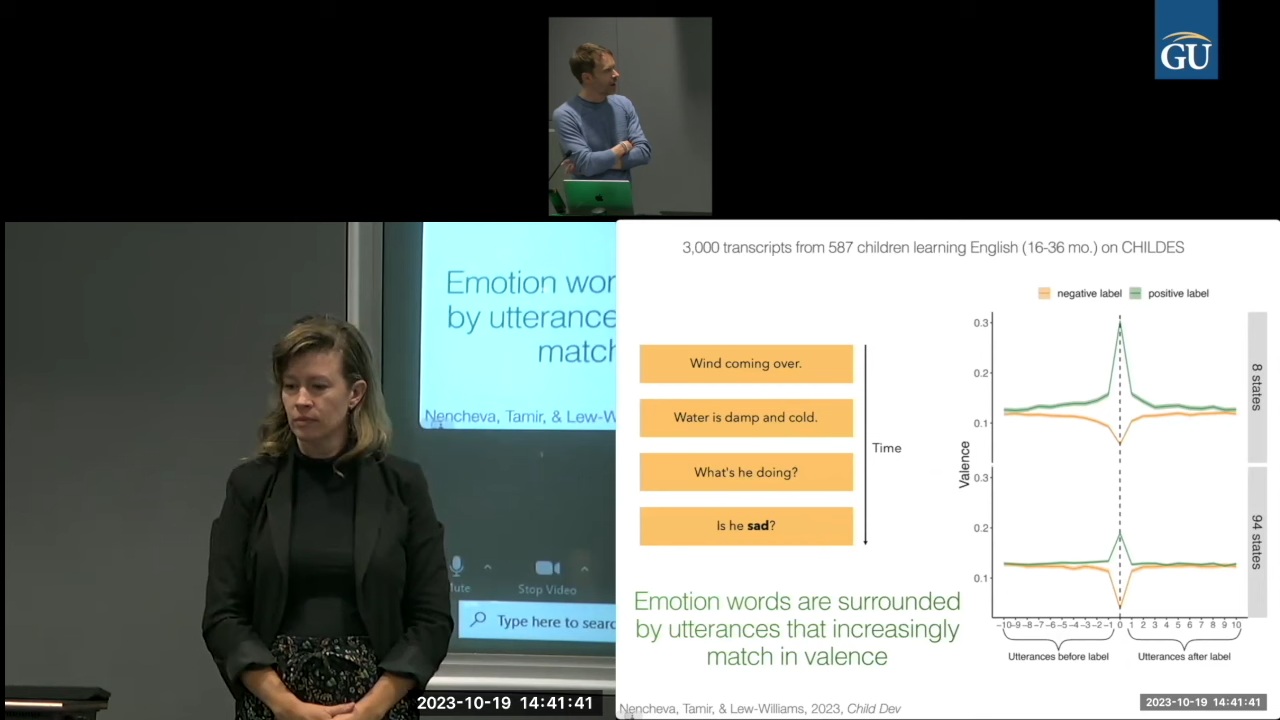 GU
Emotion wor
by utterance
match
Nencheva, Tamir, & Lew-W
Stop Video
Type here to searc
2023-10-19 14:41:41
3,000 transcripts from 587 children learning English (16-36 mo.) on CHILDES
Wind coming over.
Water is damp and cold.
What's he doing?
Is he sad?
Time
Emotion words are surrounded
by utterances that increasingly
match in valence
negative label positive label
Valence
0.3
0.2
0.1
8 states
0.3
0.2
0.1
94 states
-10 -9 -8 -7 -6 -5 -4 -3 -2 -1 0 1 2 3 4 5 6 7 8 9 10
Utterances before label Utterances after label
Nencheva, Tamir, & Lew-Williams, 2023, Child Dev
2023-10-19 14:41:41